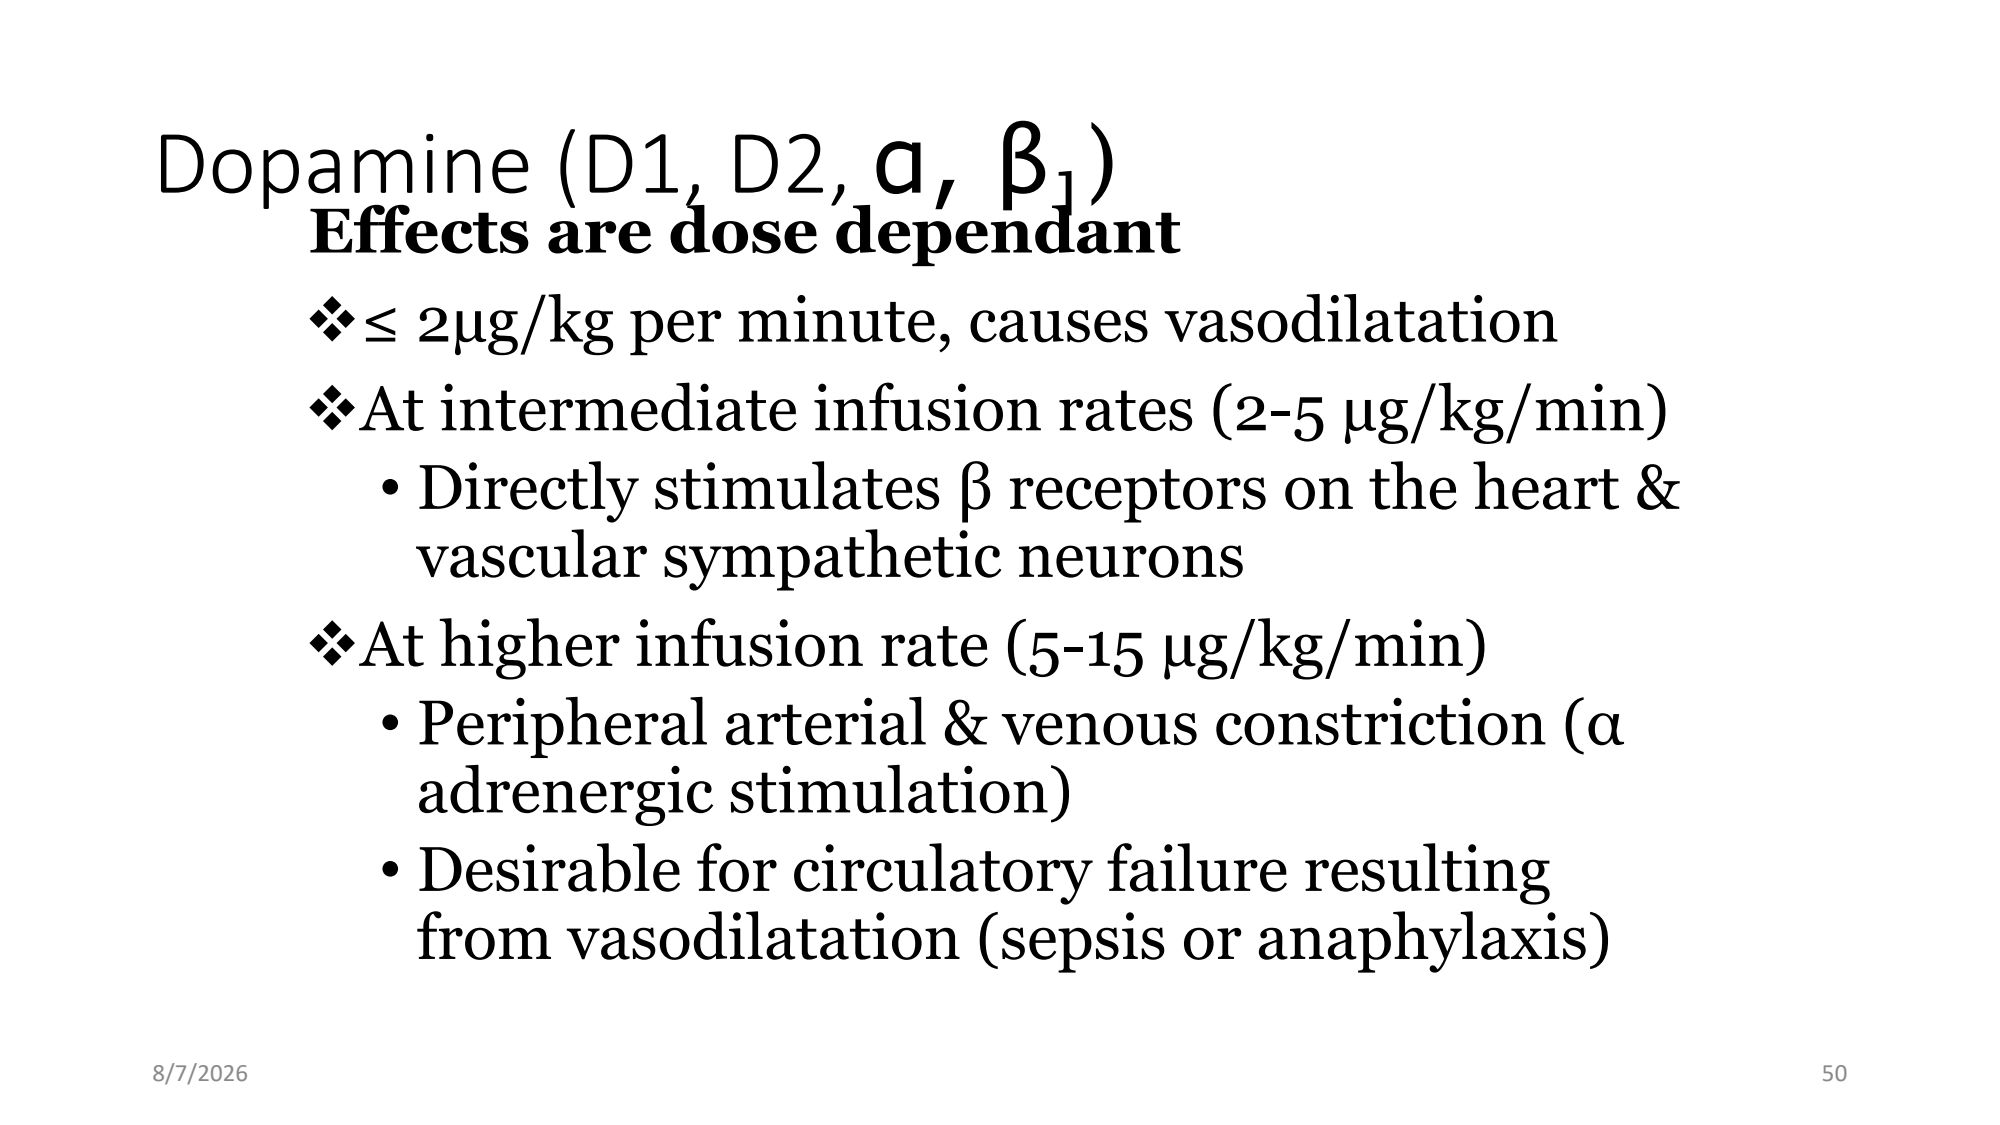 Dopamine (D1, D2, α, β₁)
Effects are dose dependant
❖≤ 2μg/kg per minute, causes vasodilatation
❖At intermediate infusion rates (2-5 μg/kg/min)
• Directly stimulates β receptors on the heart &
vascular sympathetic neurons
❖At higher infusion rate (5-15 μg/kg/min)
• Peripheral arterial & venous constriction (α
adrenergic stimulation)
• Desirable for circulatory failure resulting
from vasodilatation (sepsis or anaphylaxis)
8/7/2026
50